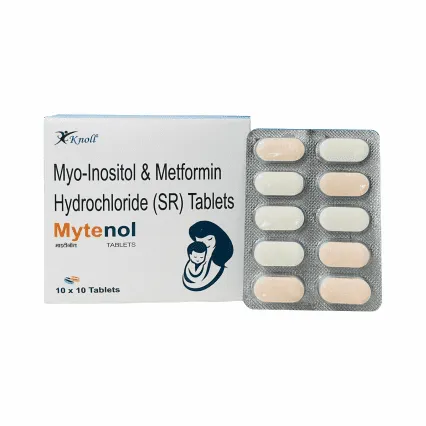 Knoll®
Myo-Inositol & Metformin
Hydrochloride (SR) Tablets
Mytenol
TABLETS
10 x 10 Tablets